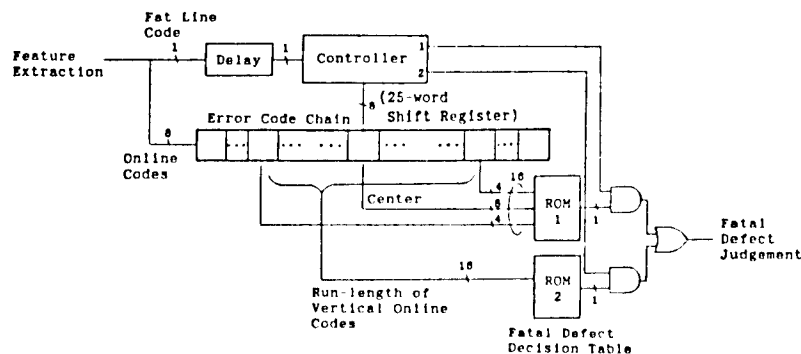 Fat Line
Code
1
1
1
2
Feature
Extraction
Delay
Controller
8
(25-word
Shift Register)
Error Code Chain
8
Online
Codes
Center
4
16
8
4
ROM
1
1
16
ROM
2
1
Run-length of
Vertical Online
Codes
Fatal Defect
Decision Table
Fatal
Defect
Judgement